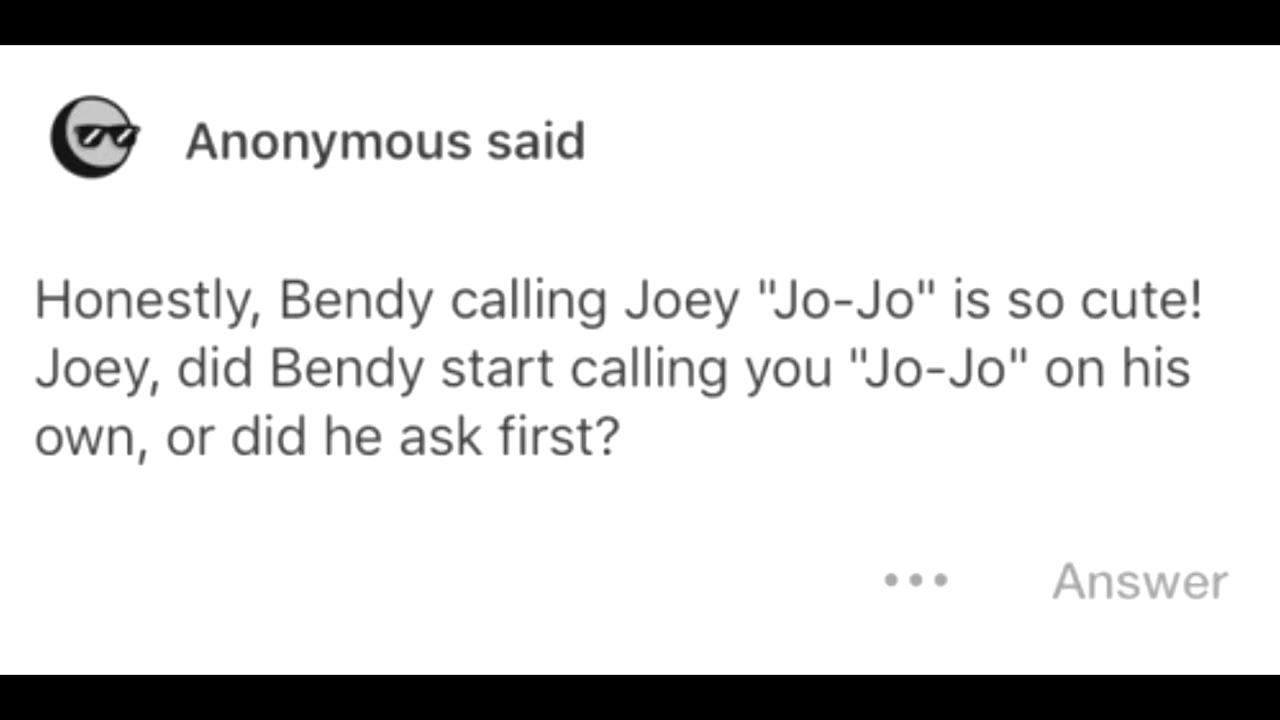 Anonymous said
Honestly, Bendy calling Joey "Jo-Jo" is so cute!
Joey, did Bendy start calling you "Jo-Jo" on his
own, or did he ask first?
••• Answer